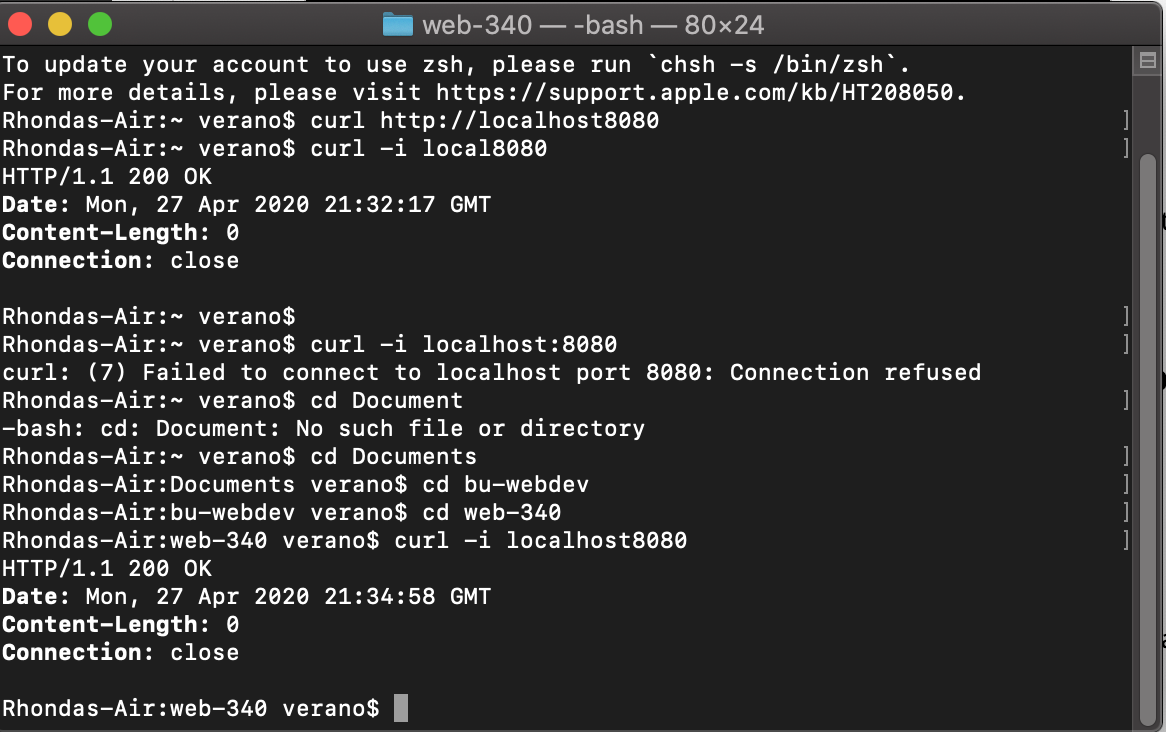 web-340 — -bash — 80×24
To update your account to use zsh, please run `chsh -s /bin/zsh`.
For more details, please visit https://support.apple.com/kb/HT208050.
Rhondas-Air:~ verano$ curl http://localhost8080
Rhondas-Air:~ verano$ curl -i local8080
HTTP/1.1 200 OK
Date: Mon, 27 Apr 2020 21:32:17 GMT
Content-Length: 0
Connection: close
Rhondas-Air:~ verano$
Rhondas-Air:~ verano$ curl -i localhost:8080
curl: (7) Failed to connect to localhost port 8080: Connection refused
Rhondas-Air:~ verano$ cd Document
-bash: cd: Document: No such file or directory
Rhondas-Air:~ verano$ cd Documents
Rhondas-Air:Documents verano$ cd bu-webdev
Rhondas-Air:bu-webdev verano$ cd web-340
Rhondas-Air:web-340 verano$ curl -i localhost8080
HTTP/1.1 200 OK
Date: Mon, 27 Apr 2020 21:34:58 GMT
Content-Length: 0
Connection: close
Rhondas-Air:web-340 verano$